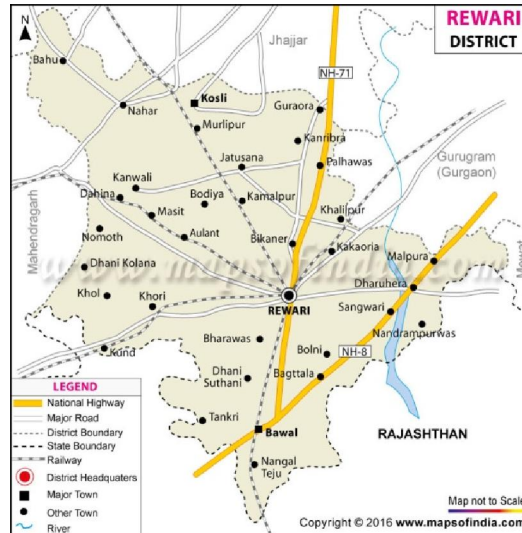 REWARI
DISTRICT
N
Jhajjar
Bahu
NH-71
Kosli
Nahar
Guraora
Murlipur
Kanribra
Jatusana
Palhawas
Gurugram
(Gurgaon)
Kanwali
Dahina
Bodiya
Kamalpur
Masit
Khalilpur
Mahendragarh
Nomoth
Aulant
Bikaner
Kakaoria
Malpura
www.mapsofindia.com
Dhani Kolana
Dharuhera
Khol
Khori
REWARI
Sangwari
Nandrampurwas
Bharawas
Kund
Bolni
NH-8
Dhani
Suthani
Bagttala
LEGEND
National Highway
Major Road
District Boundary
State Boundary
Railway
District Headquaters
Major Town
Other Town
River
Tankri
Bawal
RAJASHTHAN
Nangal
Teju
Map not to Scale
Copyright © 2016 www.mapsofindia.com